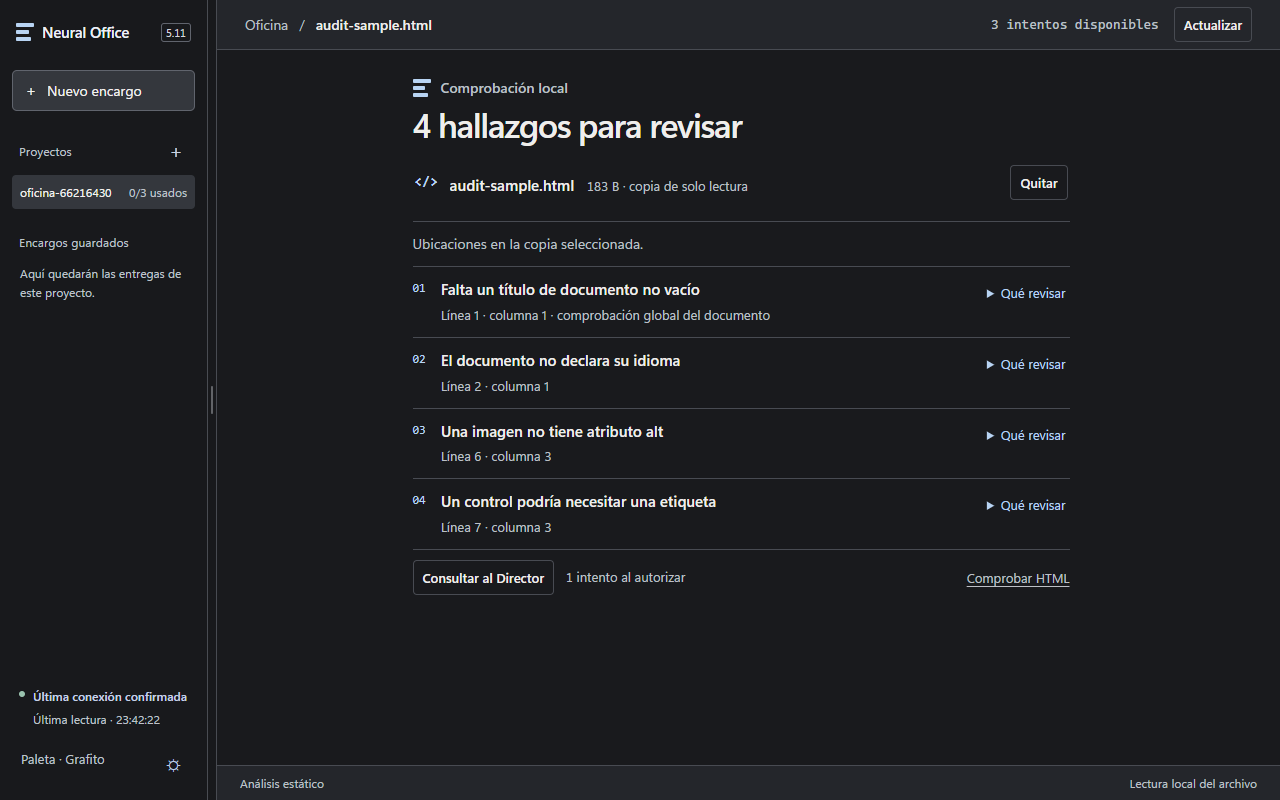 Neural Office 5.11
+ Nuevo encargo
Proyectos +
oficina-66216430 0/3 usados
Encargos guardados
Aquí quedarán las entregas de
este proyecto.
Última conexión confirmada
Última lectura · 23:42:22
Paleta · Grafito
Oficina / audit-sample.html
3 intentos disponibles Actualizar
Comprobación local
4 hallazgos para revisar
</> audit-sample.html 183 B · copia de solo lectura Quitar
Ubicaciones en la copia seleccionada.
01 Falta un título de documento no vacío Qué revisar
Línea 1 · columna 1 · comprobación global del documento
02 El documento no declara su idioma Qué revisar
Línea 2 · columna 1
03 Una imagen no tiene atributo alt Qué revisar
Línea 6 · columna 3
04 Un control podría necesitar una etiqueta Qué revisar
Línea 7 · columna 3
Consultar al Director 1 intento al autorizar Comprobar HTML
Análisis estático Lectura local del archivo